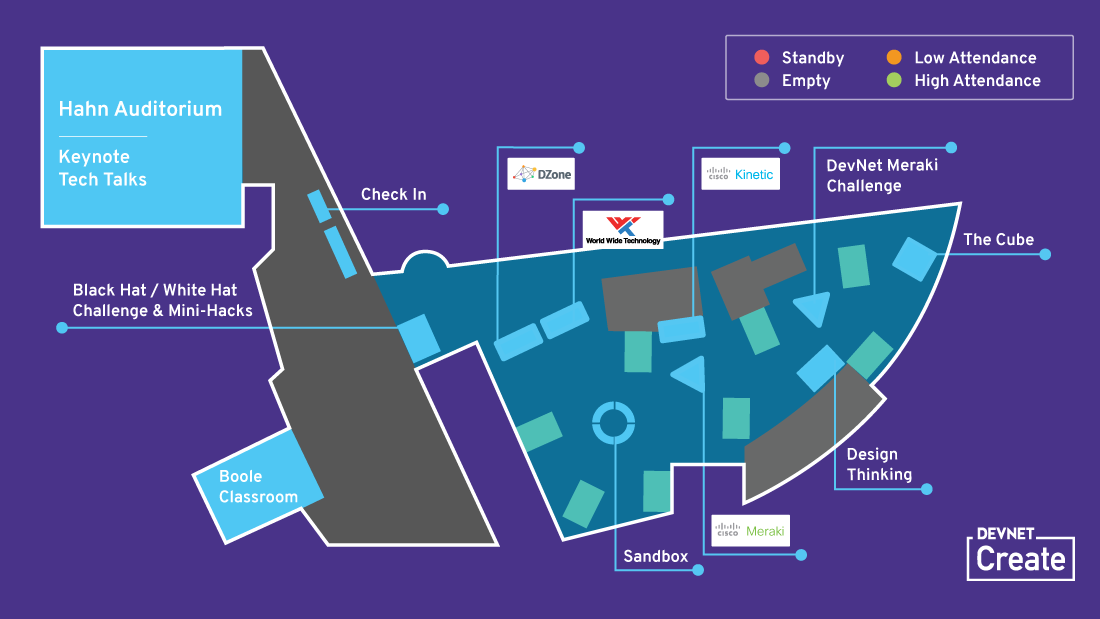 Hahn Auditorium
Keynote
Tech Talks
Standby
Low Attendance
Empty
High Attendance
Check In
DZone
World Wide Technology
CISCO Kinetic
DevNet Meraki
Challenge
The Cube
Black Hat / White Hat
Challenge & Mini-Hacks
Boole
Classroom
Design
Thinking
CISCO Meraki
Sandbox
DEVNET
Create